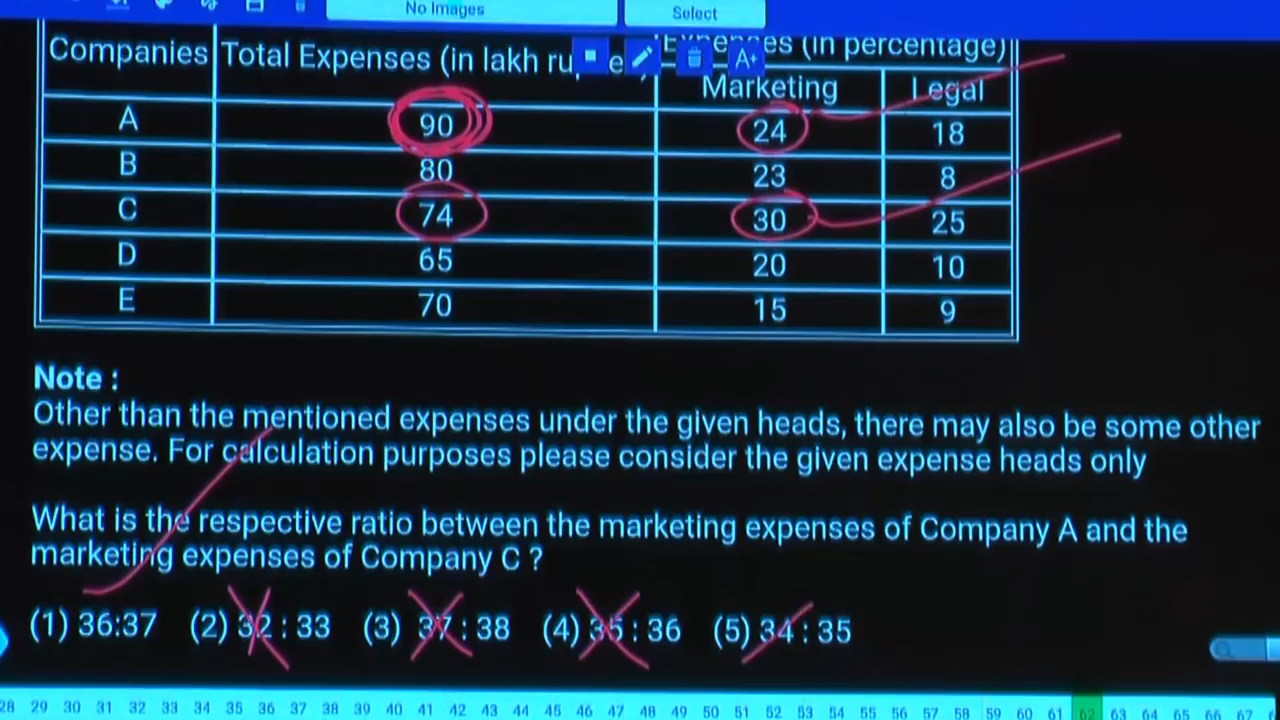 No Images
Select
Companies Total Expenses (in lakh Expenses (in percentage)
A+
Marketing Legal
A 90 24 18
B 80 23 8
C 74 30 25
D 65 20 10
E 70 15 9
Note :
Other than the mentioned expenses under the given heads, there may also be some other
expense. For calculation purposes please consider the given expense heads only
What is the respective ratio between the marketing expenses of Company A and the
marketing expenses of Company C ?
(1) 36:37 (2) 32 : 33 (3) 37 : 38 (4) 35 : 36 (5) 34 : 35
28 29 30 31 32 33 34 35 36 37 38 39 40 41 42 43 44 45 46 47 48 49 50 51 52 53 54 55 56 57 58 59 60 61 62 63 64 65 66 67